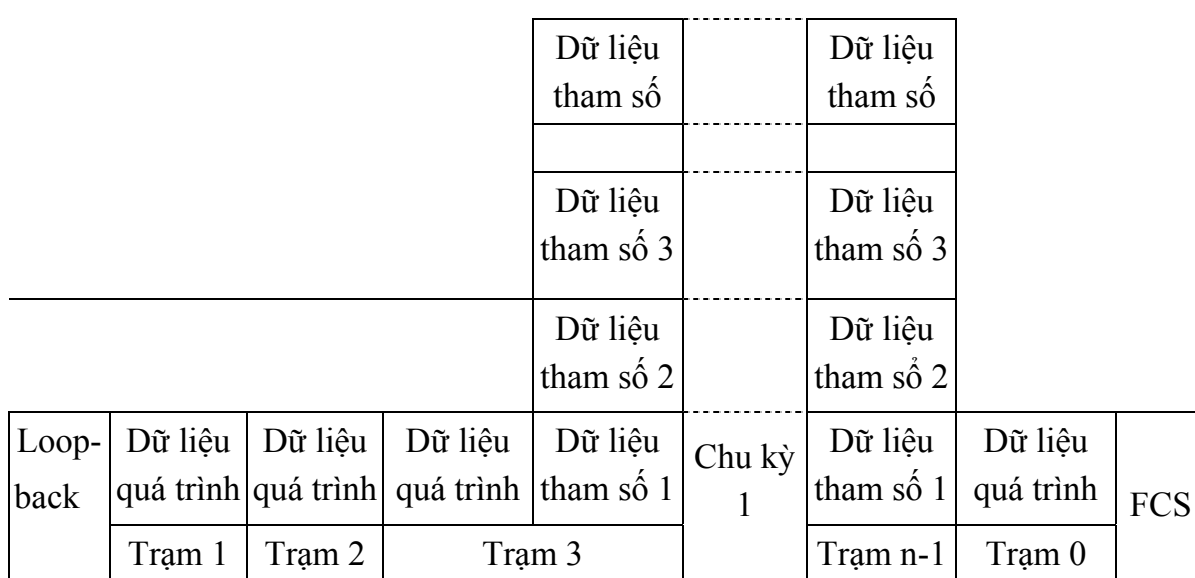 Dữ liệu
tham số
Dữ liệu
tham số
Dữ liệu
tham số 3
Dữ liệu
tham số 3
Dữ liệu
tham số 2
Dữ liệu
tham sổ 2
Loop-
back
Dữ liệu
quá trình
Dữ liệu
quá trình
Dữ liệu
quá trình
Dữ liệu
tham số 1
Chu kỳ
1
Dữ liệu
tham số 1
Dữ liệu
quá trình
FCS
Trạm 1
Trạm 2
Trạm 3
Trạm n-1
Trạm 0